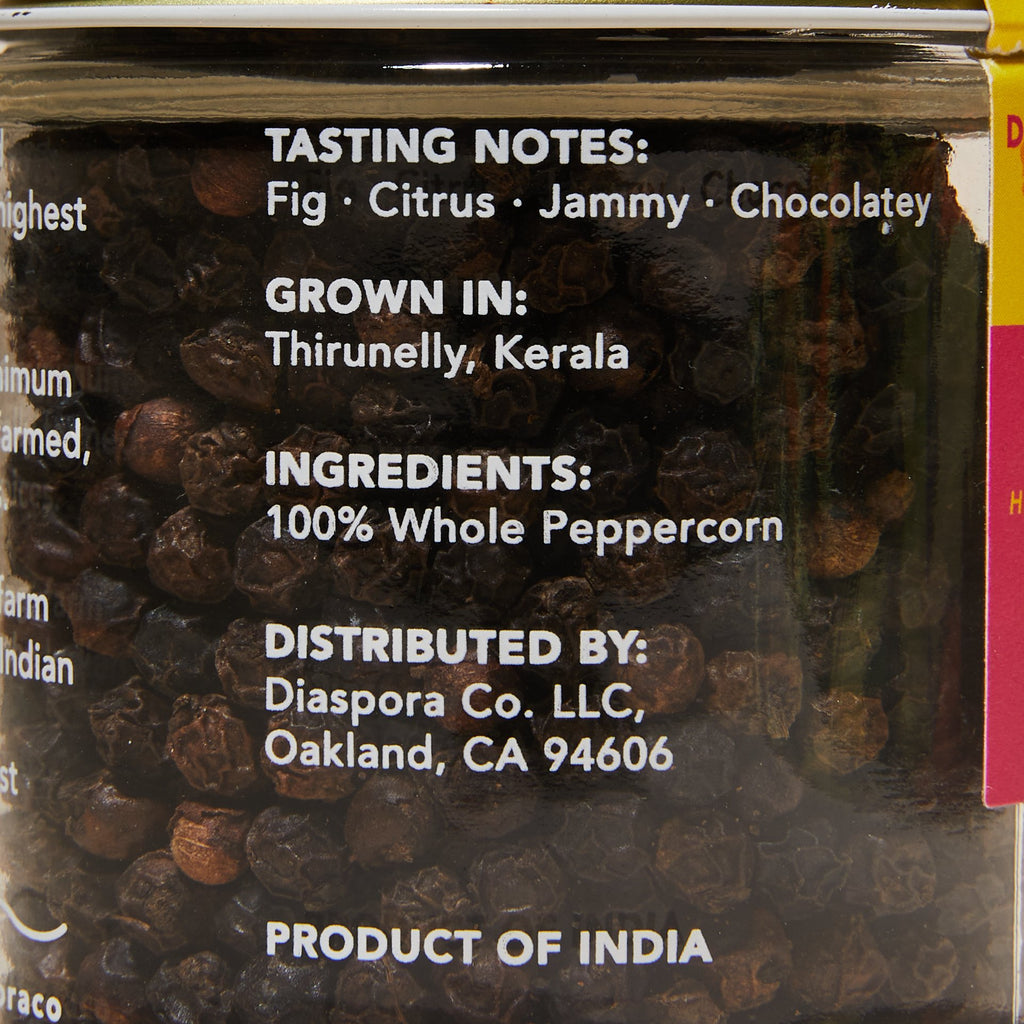 highest
TASTING NOTES:
Fig · Citrus · Jammy · Chocolatey
GROWN IN:
Thirunelly, Kerala
INGREDIENTS:
100% Whole Peppercorn
farm
Indian
DISTRIBUTED BY:
Diaspora Co. LLC,
Oakland, CA 94606
PRODUCT OF INDIA